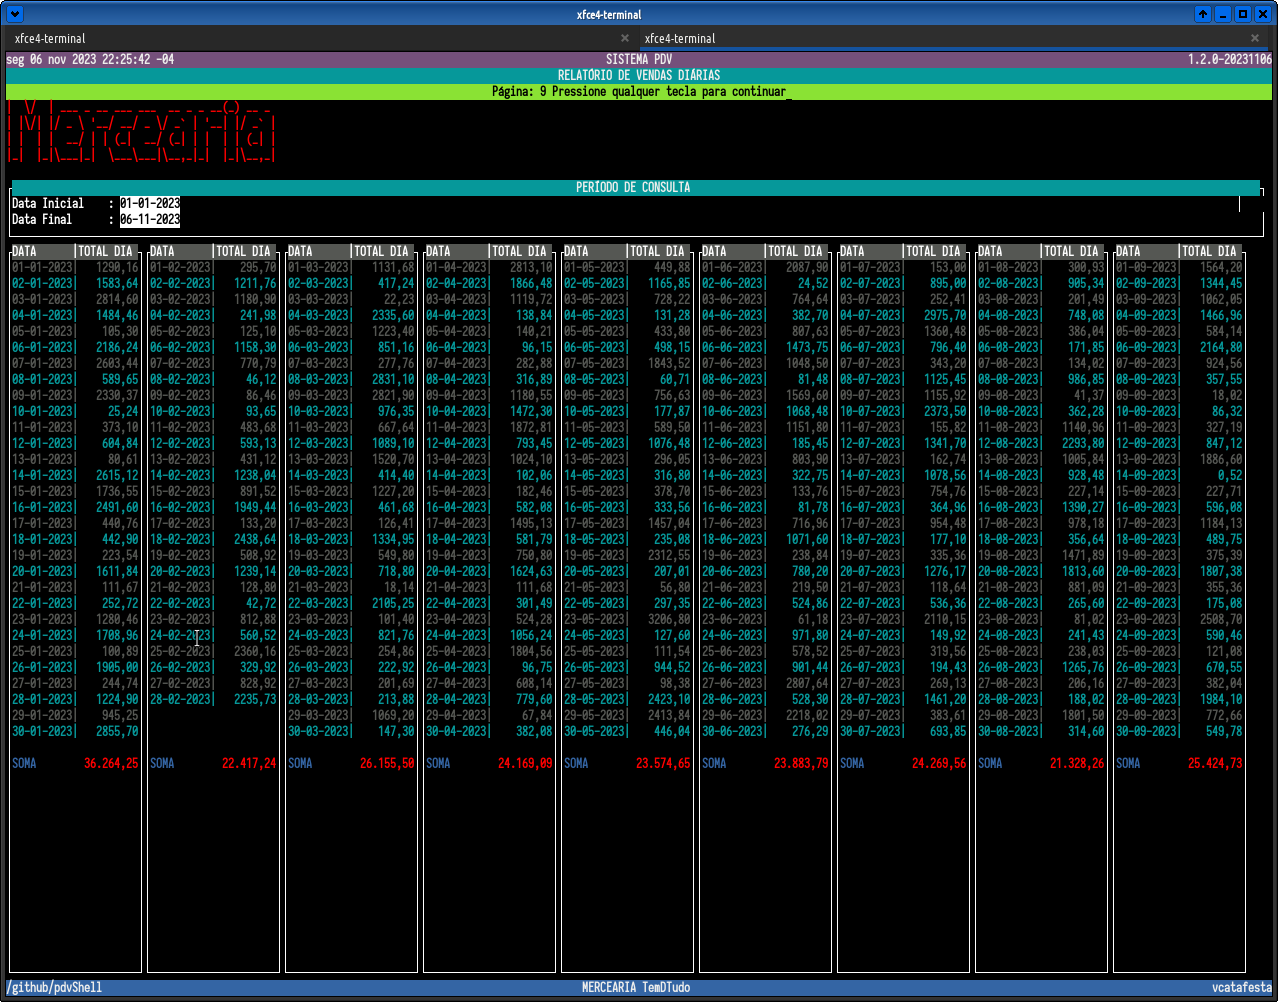 xfce4-terminal
xfce4-terminal xfce4-terminal
seg 06 nov 2023 22:25:42 -04 SISTEMA PDV 1.2.0-20231106
RELATÓRIO DE VENDAS DIÁRIAS
Página: 9 Pressione qualquer tecla para continuar
Mercearia
PERÍODO DE CONSULTA
Data Inicial : 01-01-2023
Data Final : 06-11-2023
DATA |TOTAL DIA DATA |TOTAL DIA DATA |TOTAL DIA DATA |TOTAL DIA DATA |TOTAL DIA DATA |TOTAL DIA DATA |TOTAL DIA DATA |TOTAL DIA DATA |TOTAL DIA
01-01-2023| 1290,16 01-02-2023| 295,70 01-03-2023| 1131,68 01-04-2023| 2813,10 01-05-2023| 449,88 01-06-2023| 2087,90 01-07-2023| 153,00 01-08-2023| 300,93 01-09-2023| 1564,20
02-01-2023| 1583,64 02-02-2023| 1211,76 02-03-2023| 417,24 02-04-2023| 1866,48 02-05-2023| 1165,85 02-06-2023| 24,52 02-07-2023| 895,00 02-08-2023| 905,34 02-09-2023| 1344,45
03-01-2023| 2814,60 03-02-2023| 1180,90 03-03-2023| 22,23 03-04-2023| 1119,72 03-05-2023| 728,22 03-06-2023| 764,64 03-07-2023| 252,41 03-08-2023| 201,49 03-09-2023| 1062,05
04-01-2023| 1484,46 04-02-2023| 241,98 04-03-2023| 2335,60 04-04-2023| 138,84 04-05-2023| 131,28 04-06-2023| 382,70 04-07-2023| 2975,70 04-08-2023| 748,08 04-09-2023| 1466,96
05-01-2023| 105,30 05-02-2023| 125,10 05-03-2023| 1223,40 05-04-2023| 140,21 05-05-2023| 433,80 05-06-2023| 807,63 05-07-2023| 1360,48 05-08-2023| 386,04 05-09-2023| 584,14
06-01-2023| 2186,24 06-02-2023| 1158,30 06-03-2023| 851,16 06-04-2023| 96,15 06-05-2023| 498,15 06-06-2023| 1473,75 06-07-2023| 796,40 06-08-2023| 171,85 06-09-2023| 2164,80
07-01-2023| 2603,44 07-02-2023| 770,79 07-03-2023| 277,76 07-04-2023| 282,88 07-05-2023| 1843,52 07-06-2023| 1048,50 07-07-2023| 343,20 07-08-2023| 134,02 07-09-2023| 924,56
08-01-2023| 589,65 08-02-2023| 46,12 08-03-2023| 2831,10 08-04-2023| 316,89 08-05-2023| 60,71 08-06-2023| 81,48 08-07-2023| 1125,45 08-08-2023| 986,85 08-09-2023| 357,55
09-01-2023| 2330,37 09-02-2023| 86,46 09-03-2023| 2821,90 09-04-2023| 1180,55 09-05-2023| 756,63 09-06-2023| 1569,60 09-07-2023| 1155,92 09-08-2023| 41,37 09-09-2023| 18,02
10-01-2023| 25,24 10-02-2023| 93,65 10-03-2023| 976,35 10-04-2023| 1472,30 10-05-2023| 177,87 10-06-2023| 1068,48 10-07-2023| 2373,50 10-08-2023| 362,28 10-09-2023| 86,32
11-01-2023| 373,10 11-02-2023| 483,68 11-03-2023| 667,64 11-04-2023| 1872,81 11-05-2023| 589,50 11-06-2023| 1151,80 11-07-2023| 155,82 11-08-2023| 1140,96 11-09-2023| 327,19
12-01-2023| 604,84 12-02-2023| 593,13 12-03-2023| 1089,10 12-04-2023| 793,45 12-05-2023| 1076,48 12-06-2023| 185,45 12-07-2023| 1341,70 12-08-2023| 2293,80 12-09-2023| 847,12
13-01-2023| 80,61 13-02-2023| 431,12 13-03-2023| 1520,70 13-04-2023| 1024,10 13-05-2023| 296,05 13-06-2023| 803,90 13-07-2023| 162,74 13-08-2023| 1005,84 13-09-2023| 1886,60
14-01-2023| 2615,12 14-02-2023| 1238,04 14-03-2023| 414,40 14-04-2023| 102,06 14-05-2023| 316,80 14-06-2023| 322,75 14-07-2023| 1078,56 14-08-2023| 928,48 14-09-2023| 0,52
15-01-2023| 1736,55 15-02-2023| 891,52 15-03-2023| 1227,20 15-04-2023| 182,46 15-05-2023| 378,70 15-06-2023| 133,76 15-07-2023| 754,76 15-08-2023| 227,14 15-09-2023| 227,71
16-01-2023| 2491,60 16-02-2023| 1949,44 16-03-2023| 461,68 16-04-2023| 582,08 16-05-2023| 333,56 16-06-2023| 81,78 16-07-2023| 364,96 16-08-2023| 1390,27 16-09-2023| 596,08
17-01-2023| 440,76 17-02-2023| 133,20 17-03-2023| 126,41 17-04-2023| 1495,13 17-05-2023| 1457,04 17-06-2023| 716,96 17-07-2023| 954,48 17-08-2023| 978,18 17-09-2023| 1184,13
18-01-2023| 442,90 18-02-2023| 2438,64 18-03-2023| 1334,95 18-04-2023| 581,79 18-05-2023| 235,08 18-06-2023| 1071,60 18-07-2023| 177,10 18-08-2023| 356,64 18-09-2023| 489,75
19-01-2023| 223,54 19-02-2023| 508,92 19-03-2023| 549,80 19-04-2023| 750,80 19-05-2023| 2312,55 19-06-2023| 238,84 19-07-2023| 335,36 19-08-2023| 1471,89 19-09-2023| 375,39
20-01-2023| 1611,84 20-02-2023| 1239,14 20-03-2023| 718,80 20-04-2023| 1624,63 20-05-2023| 207,01 20-06-2023| 780,20 20-07-2023| 1276,17 20-08-2023| 1813,60 20-09-2023| 1807,38
21-01-2023| 111,67 21-02-2023| 128,80 21-03-2023| 18,14 21-04-2023| 111,68 21-05-2023| 56,80 21-06-2023| 219,50 21-07-2023| 118,64 21-08-2023| 881,09 21-09-2023| 355,36
22-01-2023| 252,72 22-02-2023| 42,72 22-03-2023| 2105,25 22-04-2023| 301,49 22-05-2023| 297,35 22-06-2023| 524,86 22-07-2023| 536,36 22-08-2023| 265,60 22-09-2023| 175,08
23-01-2023| 1280,46 23-02-2023| 812,88 23-03-2023| 101,40 23-04-2023| 524,28 23-05-2023| 3206,80 23-06-2023| 61,18 23-07-2023| 2110,15 23-08-2023| 81,02 23-09-2023| 2508,70
24-01-2023| 1708,96 24-02-2023| 560,52 24-03-2023| 821,76 24-04-2023| 1056,24 24-05-2023| 127,60 24-06-2023| 971,80 24-07-2023| 149,92 24-08-2023| 241,43 24-09-2023| 590,46
25-01-2023| 100,89 25-02-2023| 2360,16 25-03-2023| 254,86 25-04-2023| 1804,56 25-05-2023| 111,54 25-06-2023| 578,52 25-07-2023| 319,56 25-08-2023| 238,03 25-09-2023| 121,08
26-01-2023| 1905,00 26-02-2023| 329,92 26-03-2023| 222,92 26-04-2023| 96,75 26-05-2023| 944,52 26-06-2023| 901,44 26-07-2023| 194,43 26-08-2023| 1265,76 26-09-2023| 670,55
27-01-2023| 244,74 27-02-2023| 828,92 27-03-2023| 201,69 27-04-2023| 608,14 27-05-2023| 98,38 27-06-2023| 2807,64 27-07-2023| 269,13 27-08-2023| 206,16 27-09-2023| 382,04
28-01-2023| 1224,90 28-02-2023| 2235,73 28-03-2023| 213,88 28-04-2023| 779,60 28-05-2023| 2423,10 28-06-2023| 528,30 28-07-2023| 1461,20 28-08-2023| 188,02 28-09-2023| 1984,10
29-01-2023| 945,25 29-03-2023| 1069,20 29-04-2023| 67,84 29-05-2023| 2413,84 29-06-2023| 2218,02 29-07-2023| 383,61 29-08-2023| 1801,50 29-09-2023| 772,66
30-01-2023| 2855,70 30-03-2023| 147,30 30-04-2023| 382,08 30-05-2023| 446,04 30-06-2023| 276,29 30-07-2023| 693,85 30-08-2023| 314,60 30-09-2023| 549,78
SOMA 36.264,25 SOMA 22.417,24 SOMA 26.155,50 SOMA 24.169,09 SOMA 23.574,65 SOMA 23.883,79 SOMA 24.269,56 SOMA 21.328,26 SOMA 25.424,73
/github/pdvShell MERCEARIA TemDTudo vcatafesta